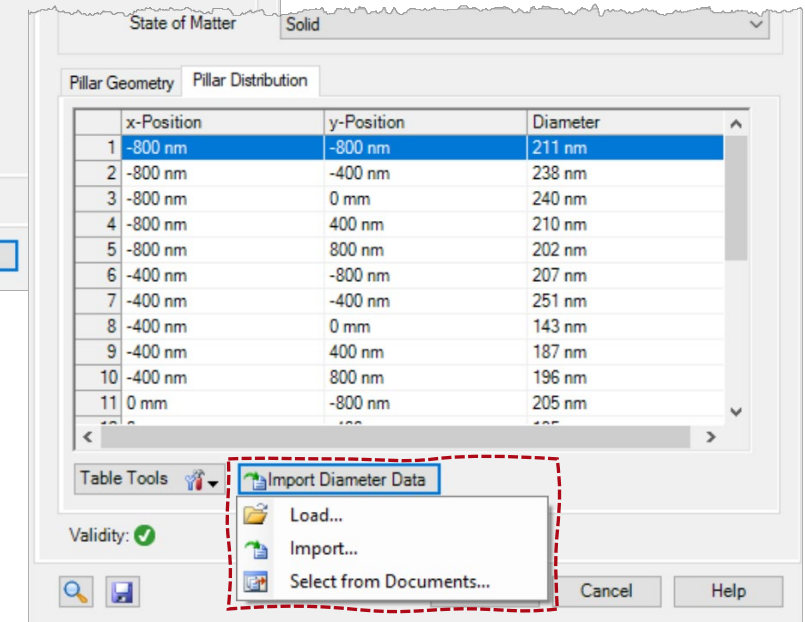 State of Matter Solid
Pillar Geometry Pillar Distribution
x-Position y-Position Diameter
1 -800 nm -800 nm 211 nm
2 -800 nm -400 nm 238 nm
3 -800 nm 0 mm 240 nm
4 -800 nm 400 nm 210 nm
5 -800 nm 800 nm 202 nm
6 -400 nm -800 nm 207 nm
7 -400 nm -400 nm 251 nm
8 -400 nm 0 mm 143 nm
9 -400 nm 400 nm 187 nm
10 -400 nm 800 nm 196 nm
11 0 mm -800 nm 205 nm
Table Tools Import Diameter Data
Load...
Validity:
Import...
Select from Documents...
Cancel Help